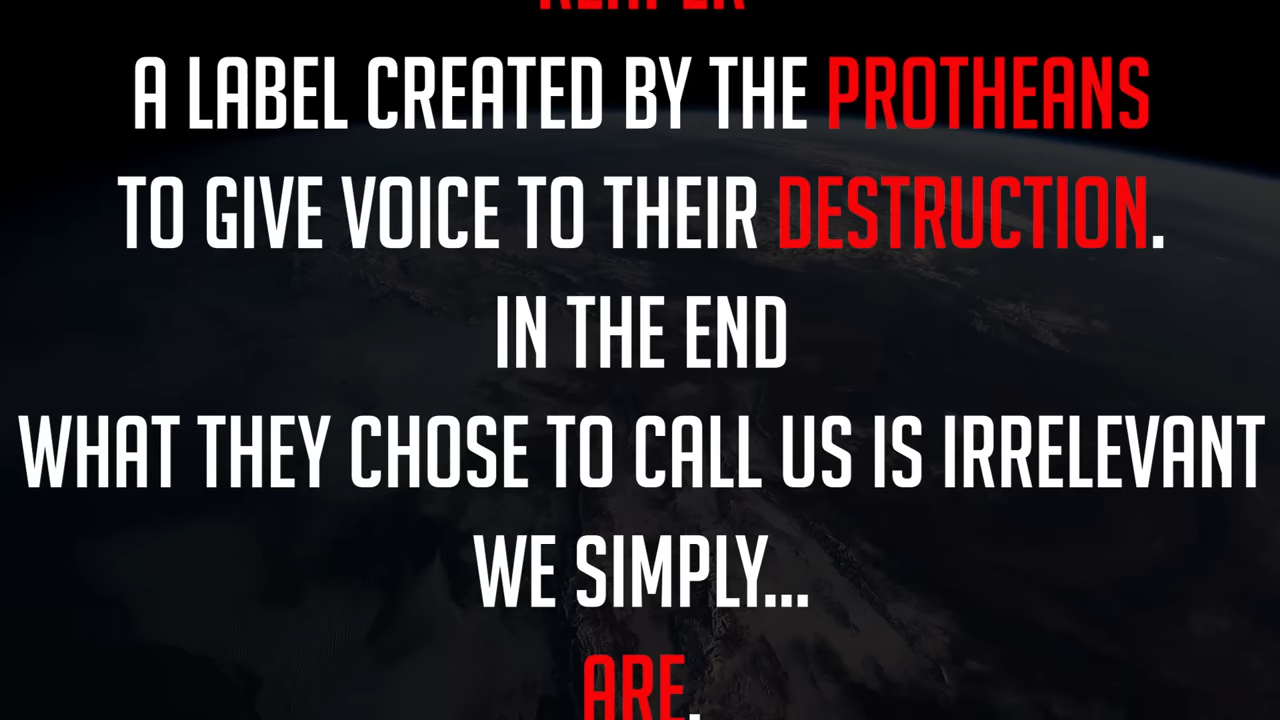 REAPER
A LABEL CREATED BY THE PROTHEANS
TO GIVE VOICE TO THEIR DESTRUCTION.
IN THE END
WHAT THEY CHOSE TO CALL US IS IRRELEVANT
WE SIMPLY...
ARE.